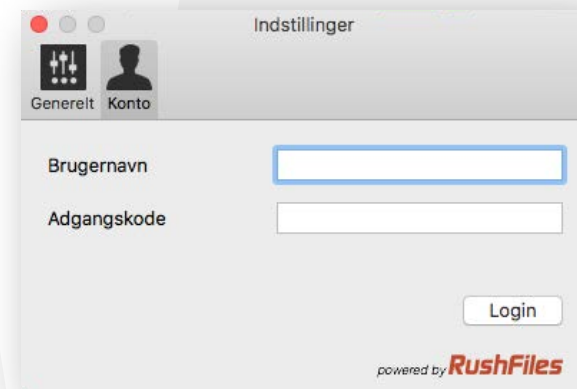 Indstillinger
Generelt Konto
Brugernavn
Adgangskode
Login
powered by RushFiles